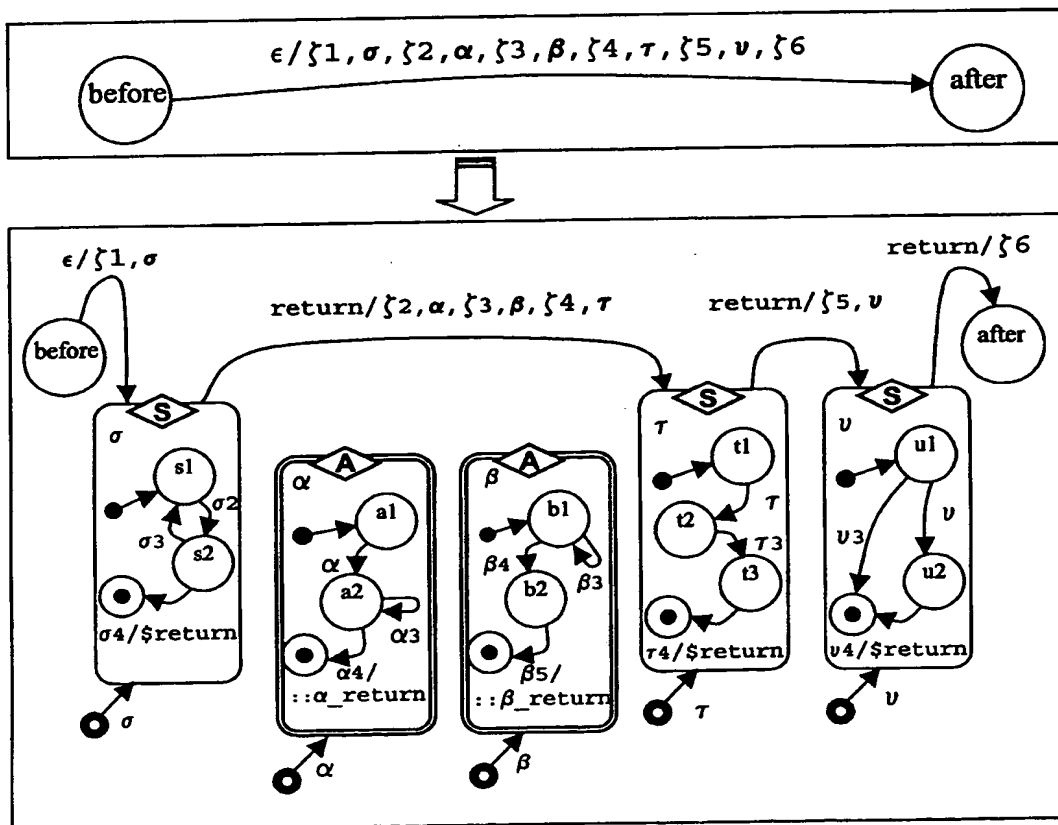 ϵ/ζ1,σ,ζ2,α,ζ3,β,ζ4,τ,ζ5,υ,ζ6
before
after
ϵ/ζ1,σ
return/ζ6
return/ζ2,α,ζ3,β,ζ4,τ
return/ζ5,υ
before
after
S
S
S
σ
τ
υ
s1
t1
u1
A
A
α
β
σ2
a1
b1
τ
t2
υ3
υ
σ3
s2
α
β4
β3
τ3
a2
b2
t3
u2
α3
σ4/$return
τ4/$return
υ4/$return
α4/
::α_return
β5/
::β_return
σ
τ
υ
α
β